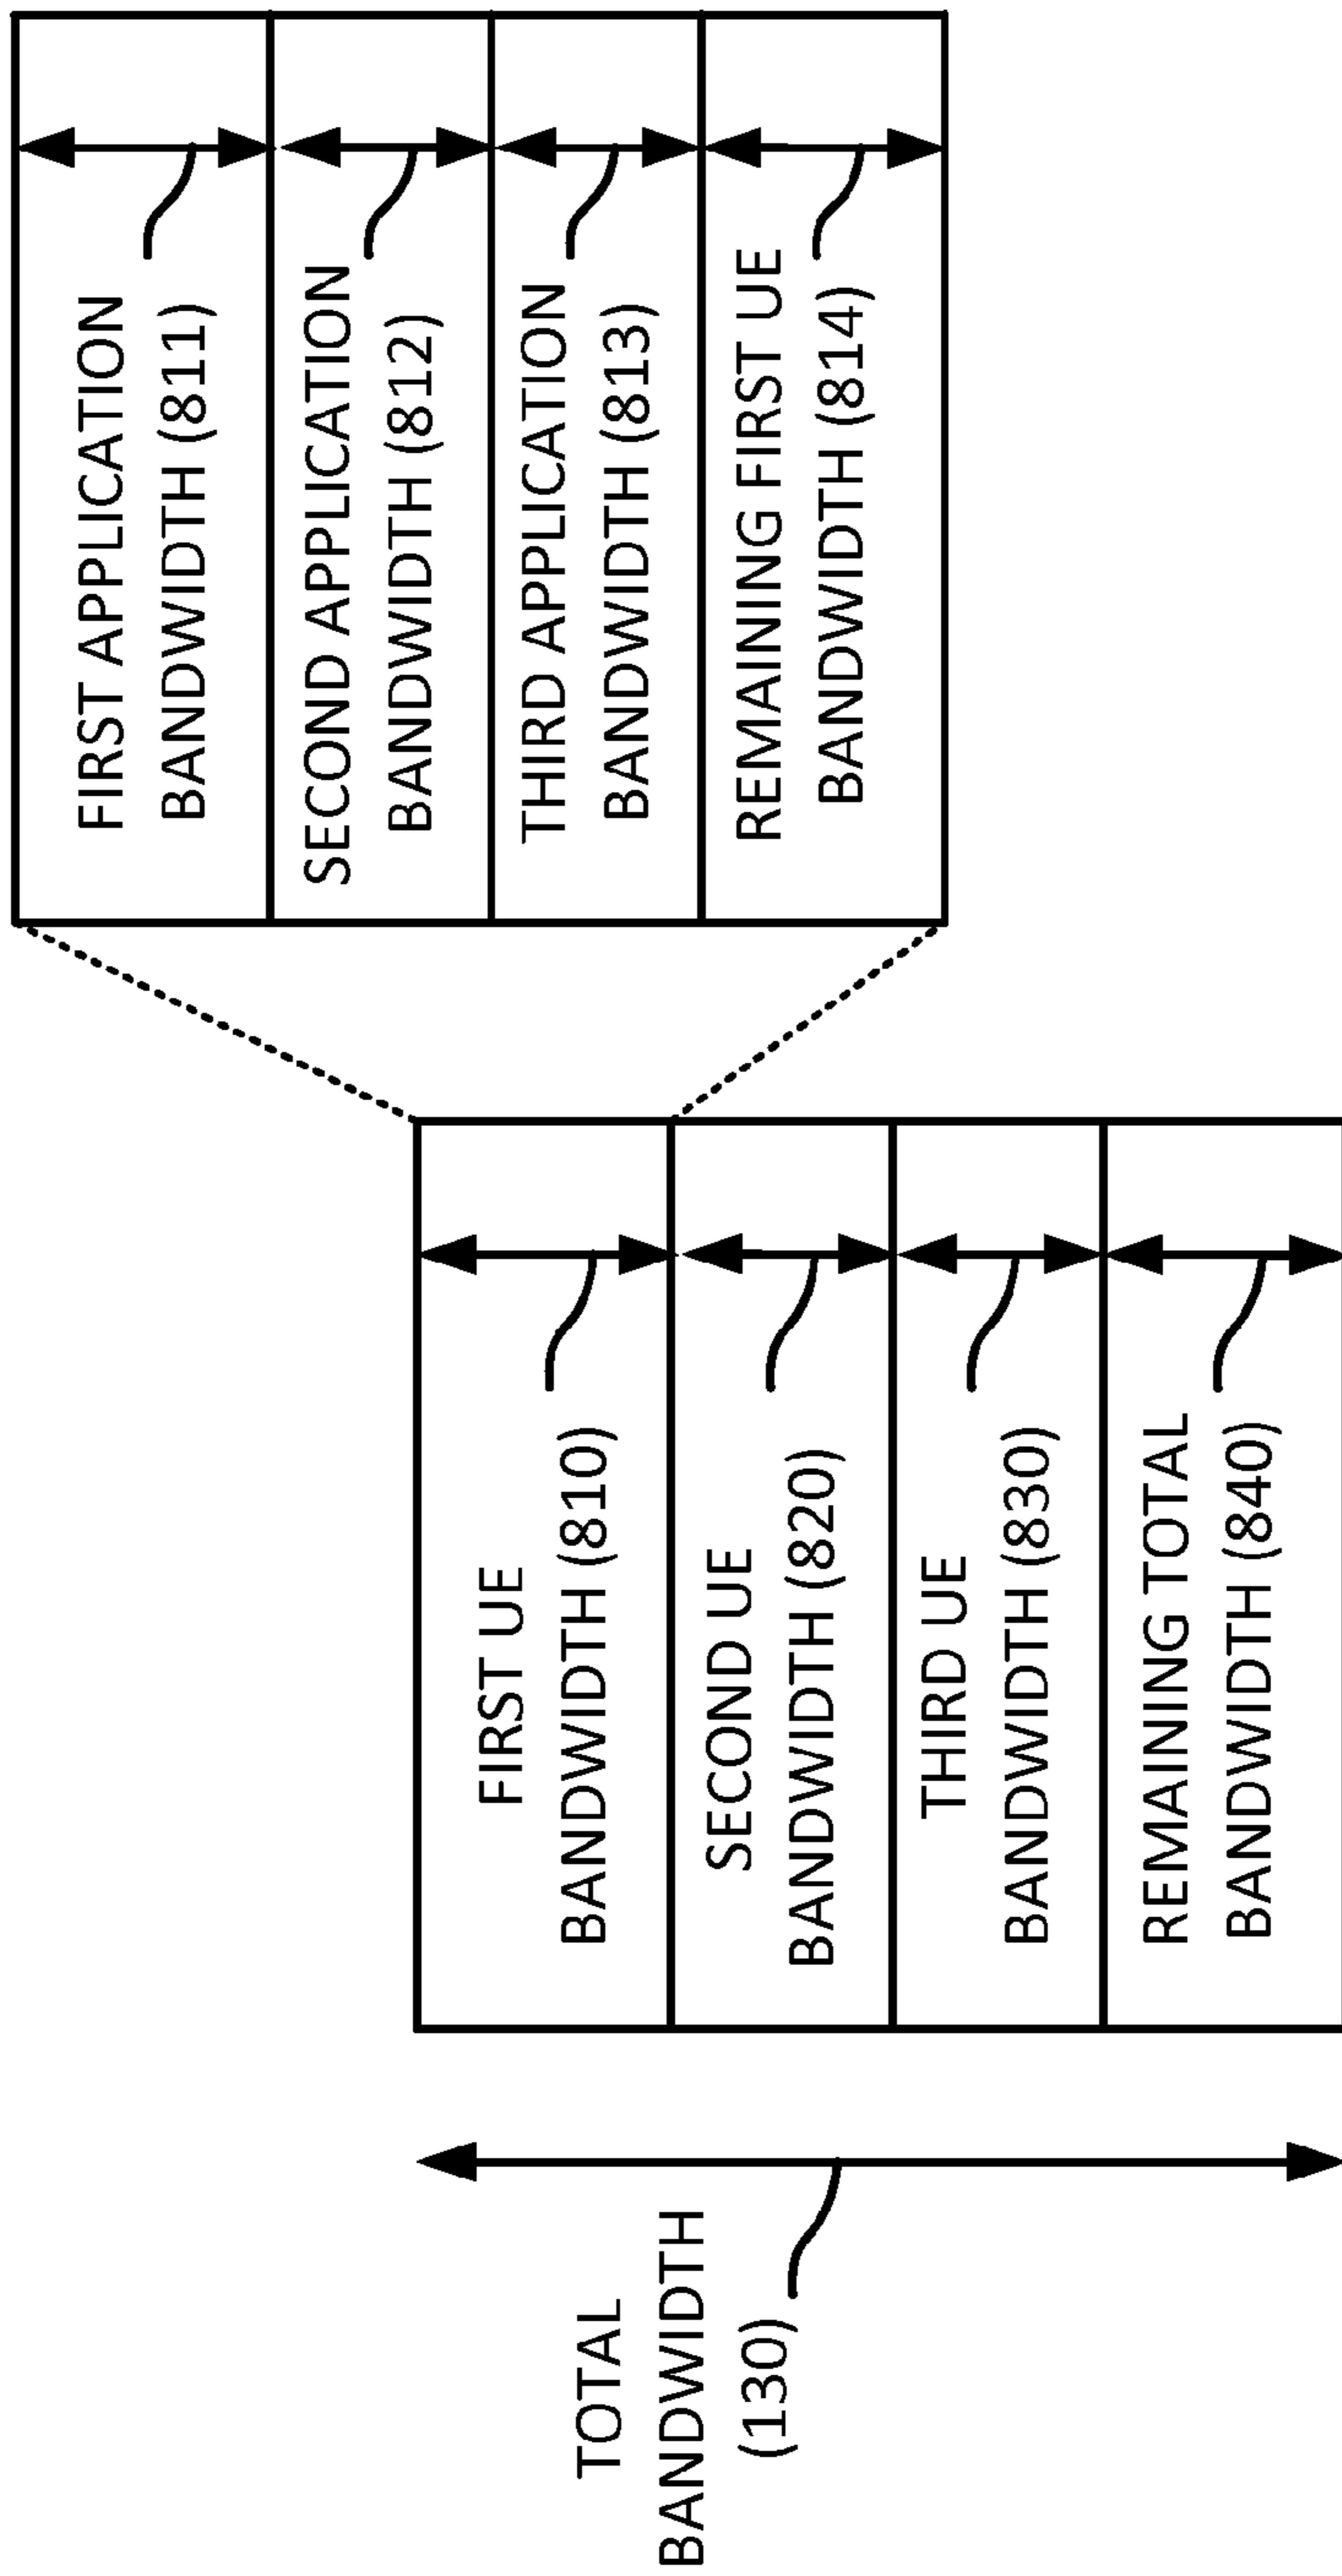 TOTAL
BANDWIDTH
(130)
FIRST UE
BANDWIDTH (810)
SECOND UE
BANDWIDTH (820)
THIRD UE
BANDWIDTH (830)
REMAINING TOTAL
BANDWIDTH (840)
FIRST APPLICATION
BANDWIDTH (811)
SECOND APPLICATION
BANDWIDTH (812)
THIRD APPLICATION
BANDWIDTH (813)
REMAINING FIRST UE
BANDWIDTH (814)